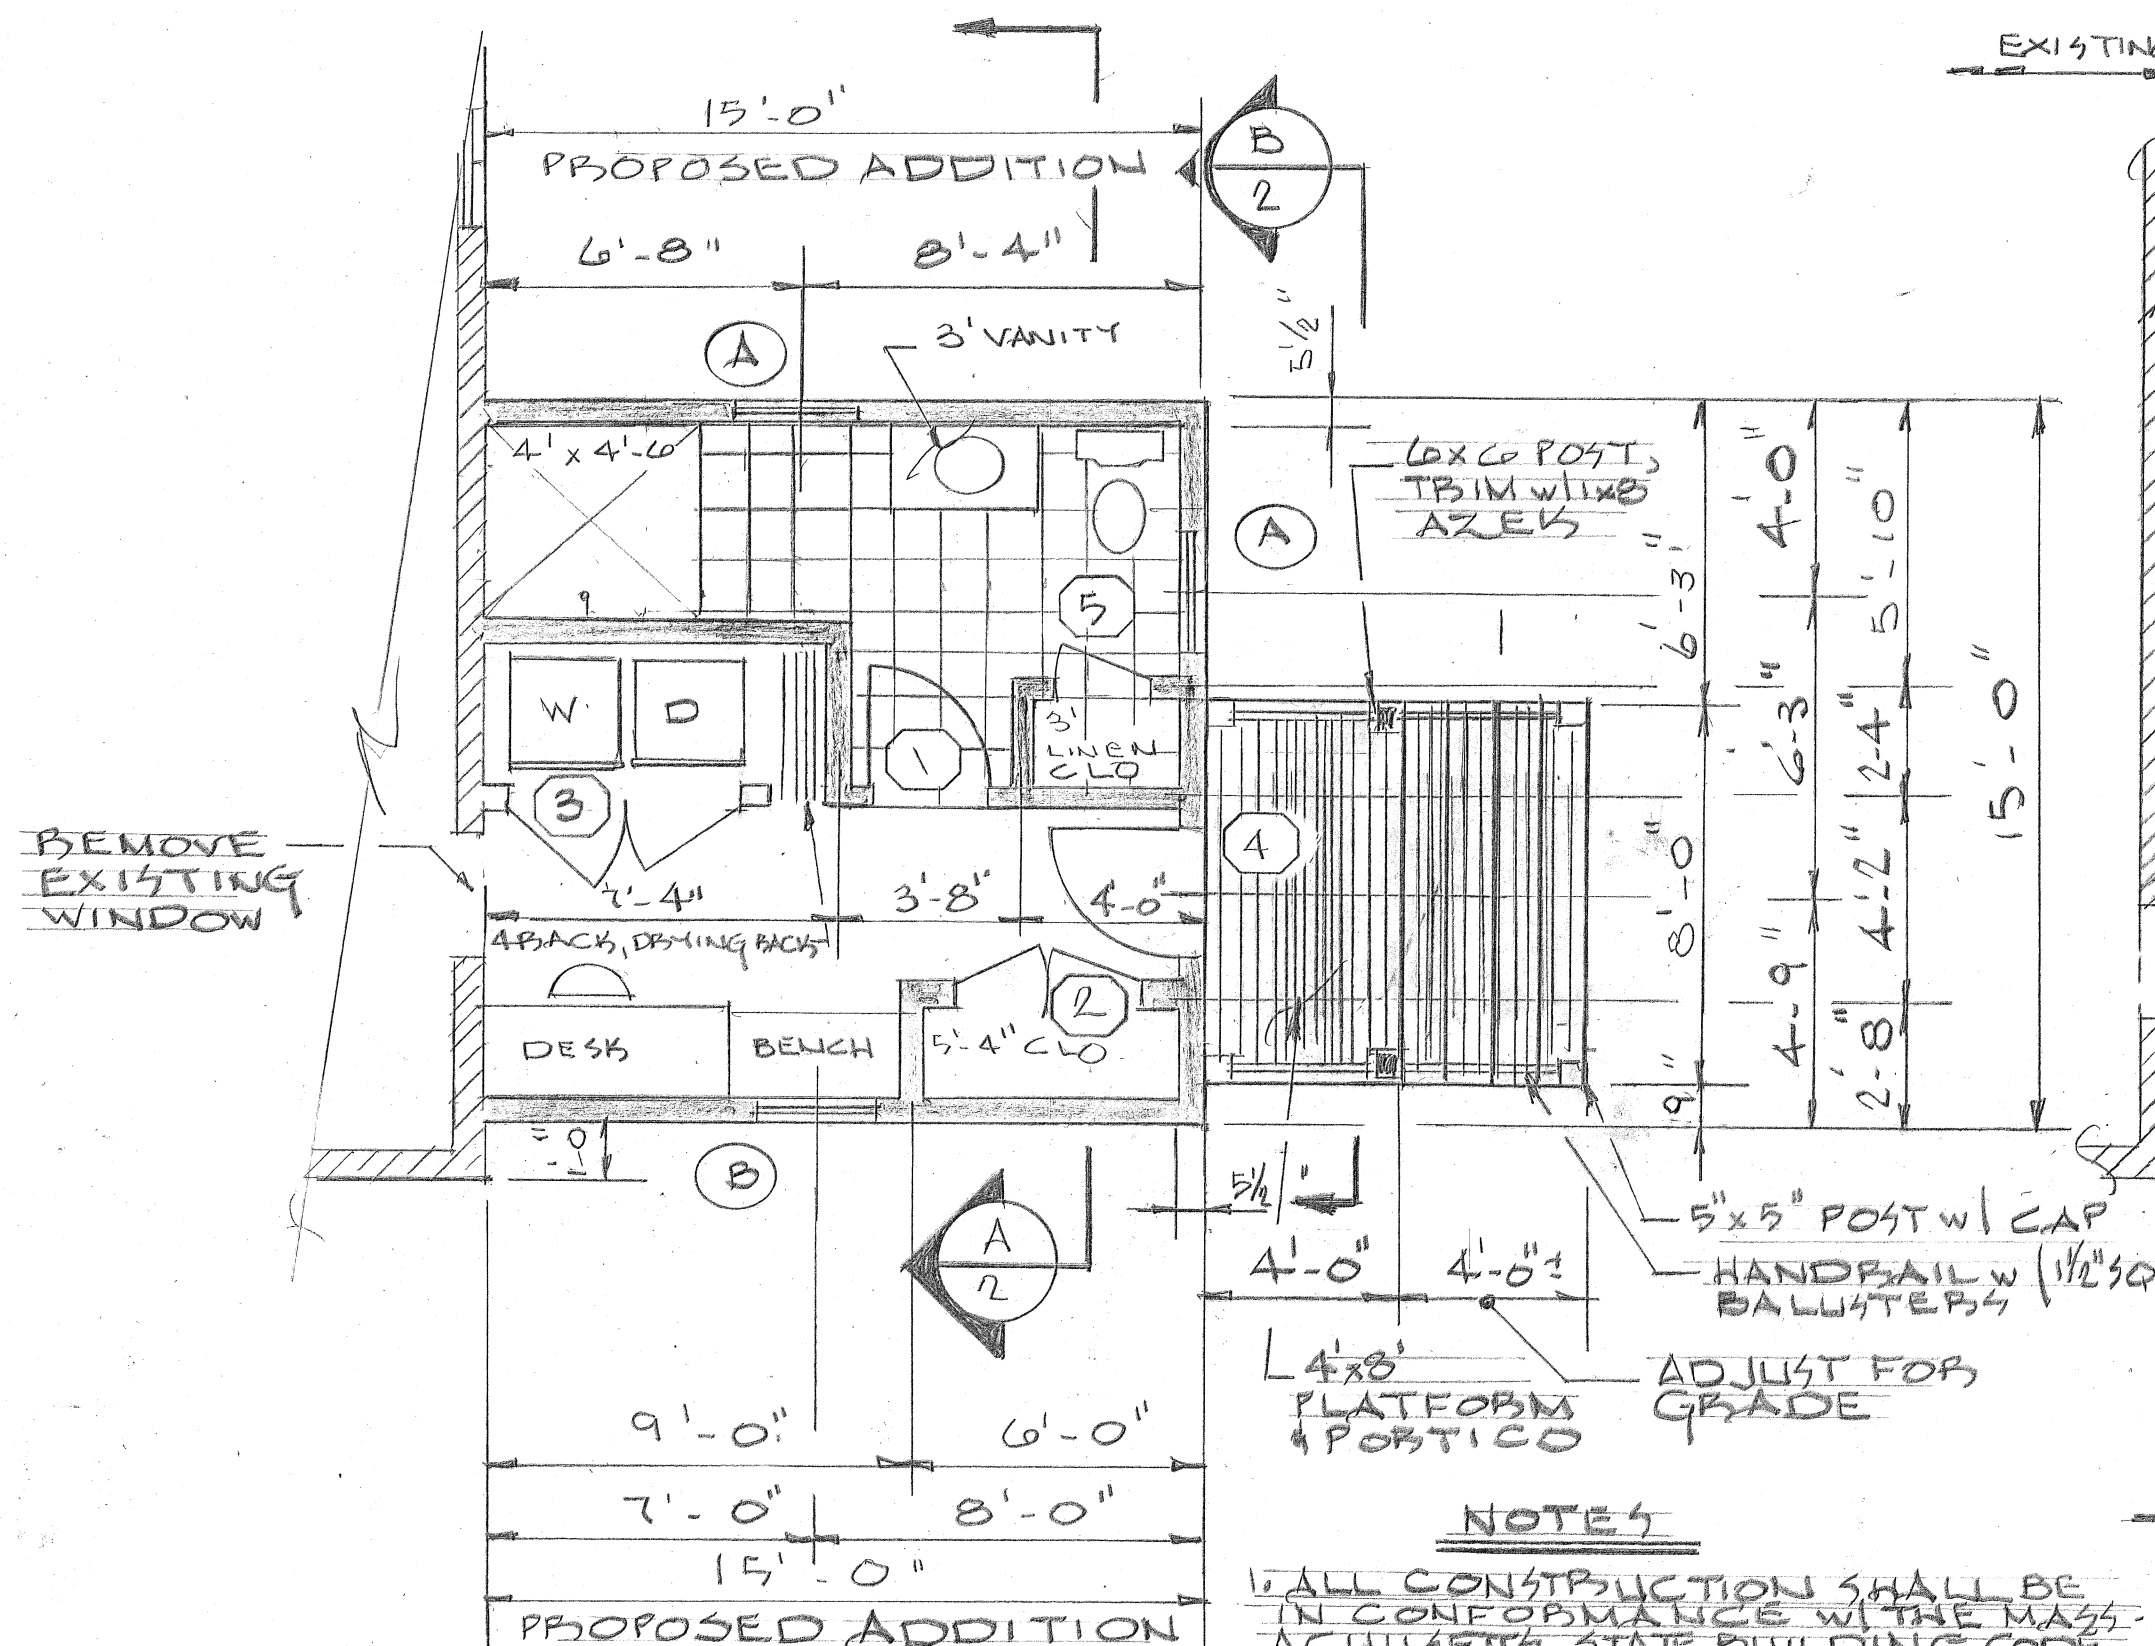 EXISTIN
15'-0"
PROPOSED ADDITION
B
2
6'-8"
8'-4"
5 1/2"
A
3' VANITY
4' x 4'-6
6x6 POST,
TRIM w/ 1x8
AZEK
A
6'-3"
4'-0"
5'-10"
5
W
D
3'
LINEN
CLO
1
3
4
6'-3"
2'-4"
15'-0"
REMOVE
EXISTING
WINDOW
7'-4"
3'-8"
4'-0"
8'-0"
4'-2"
DRYING RACK
2
4'-9"
2'-8"
DESK
BENCH
5'-4" CLO
9"
B
5 1/2"
A
2
5"x5" POST w/ CAP
HANDRAIL w/ 1 1/2" SQ
BALUSTERS
4'-0"
4'-0"±
4'x8'
PLATFORM
& PORTICO
ADJUST FOR
GRADE
9'-0"
6'-0"
7'-0"
8'-0"
15'-0"
PROPOSED ADDITION
NOTES
1. ALL CONSTRUCTION SHALL BE
IN CONFORMANCE w/ THE MASS-
ACHUSETTS STATE BUILDING CODE